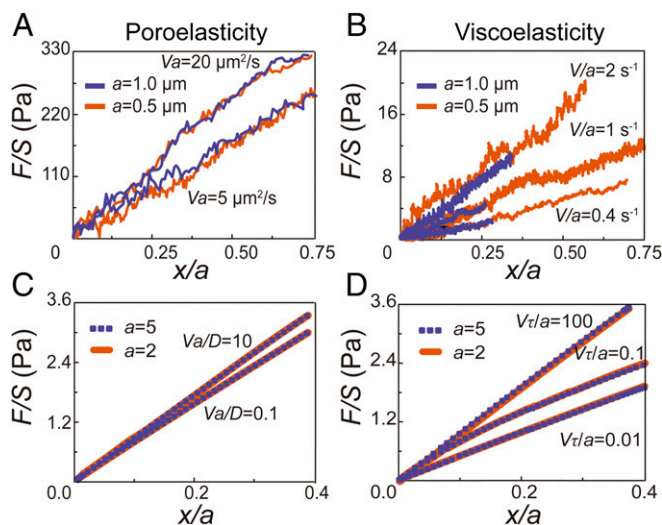 A Poroelasticity
Va=20 μm²/s
a=1.0 μm
a=0.5 μm
Va=5 μm²/s
330
220
110
0.0
0.25
0.50
0.75
F/S (Pa)
x/a
B Viscoelasticity
V/a=2 s⁻¹
a=1.0 μm
a=0.5 μm
V/a=1 s⁻¹
V/a=0.4 s⁻¹
24
16
8
0.0
0.25
0.50
0.75
F/S (Pa)
x/a
C
a=5
a=2
Va/D=10
Va/D=0.1
3.6
2.4
1.2
0.0
0.2
0.4
F/S (Pa)
x/a
D
a=5
a=2
Vτ/a=100
Vτ/a=0.1
Vτ/a=0.01
3.6
2.4
1.2
0.0
0.2
0.4
F/S (Pa)
x/a